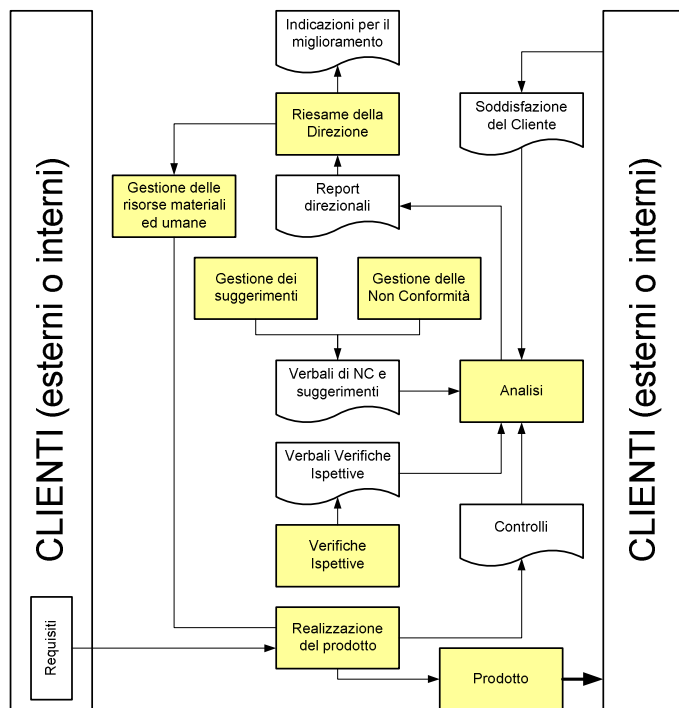 CLIENTI (esterni o interni)
Requisiti
Indicazioni per il
miglioramento
Riesame della
Direzione
Soddisfazione
del Cliente
Gestione delle
risorse materiali
ed umane
Report
direzionali
Gestione dei
suggerimenti
Gestione delle
Non Conformità
Verbali di NC e
suggerimenti
Analisi
Verbali Verifiche
Ispettive
Controlli
Verifiche
Ispettive
Realizzazione
del prodotto
Prodotto
CLIENTI (esterni o interni)